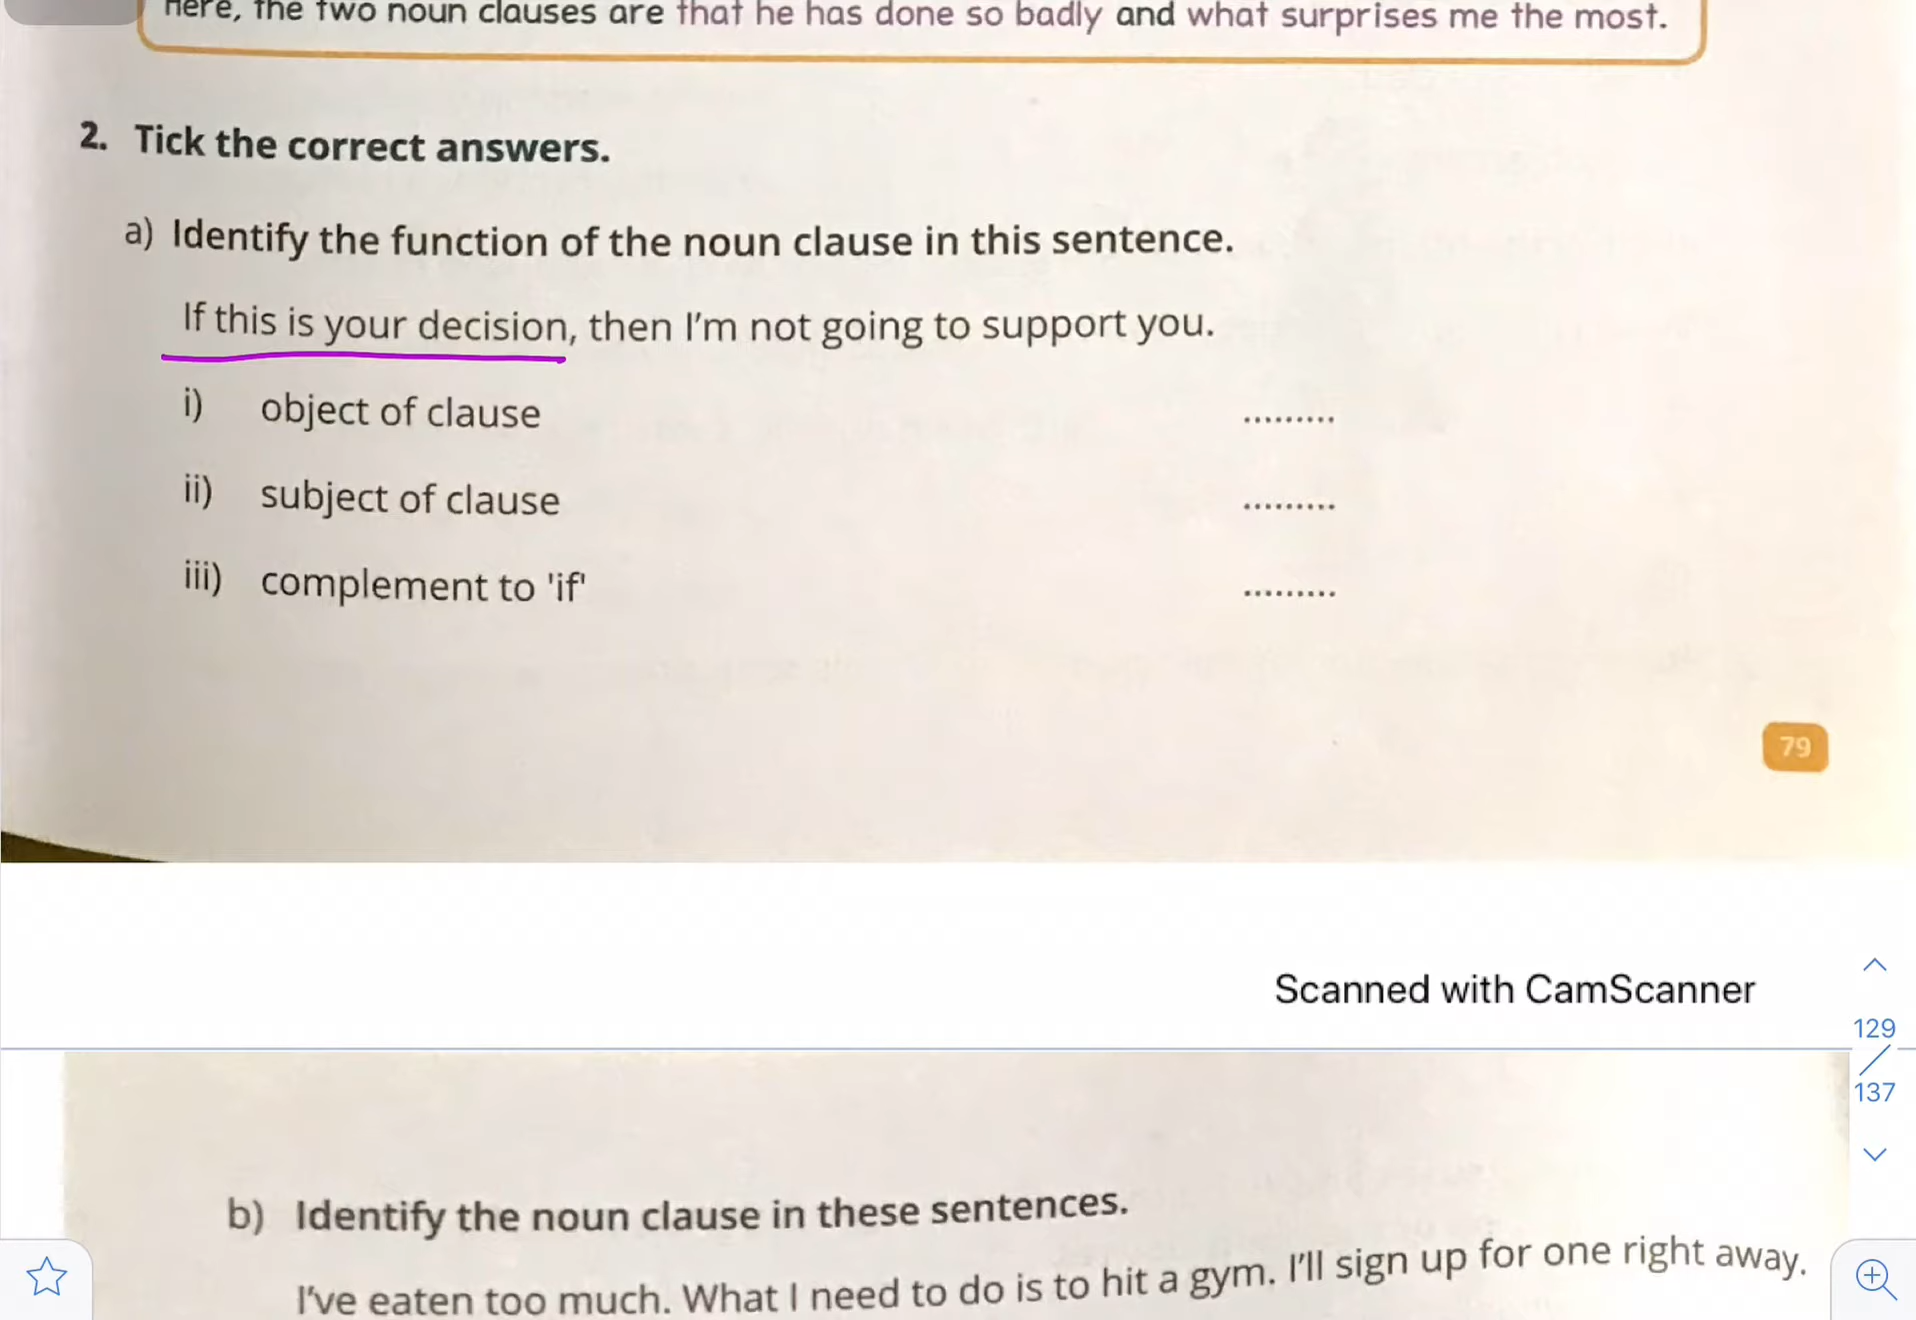 Here, the two noun clauses are that he has done so badly and what surprises me the most.
2. Tick the correct answers.
a) Identify the function of the noun clause in this sentence.
If this is your decision, then I'm not going to support you.
i) object of clause .........
ii) subject of clause .........
iii) complement to 'if' .........
79
Scanned with CamScanner
129
137
b) Identify the noun clause in these sentences.
I've eaten too much. What I need to do is to hit a gym. I'll sign up for one right away.